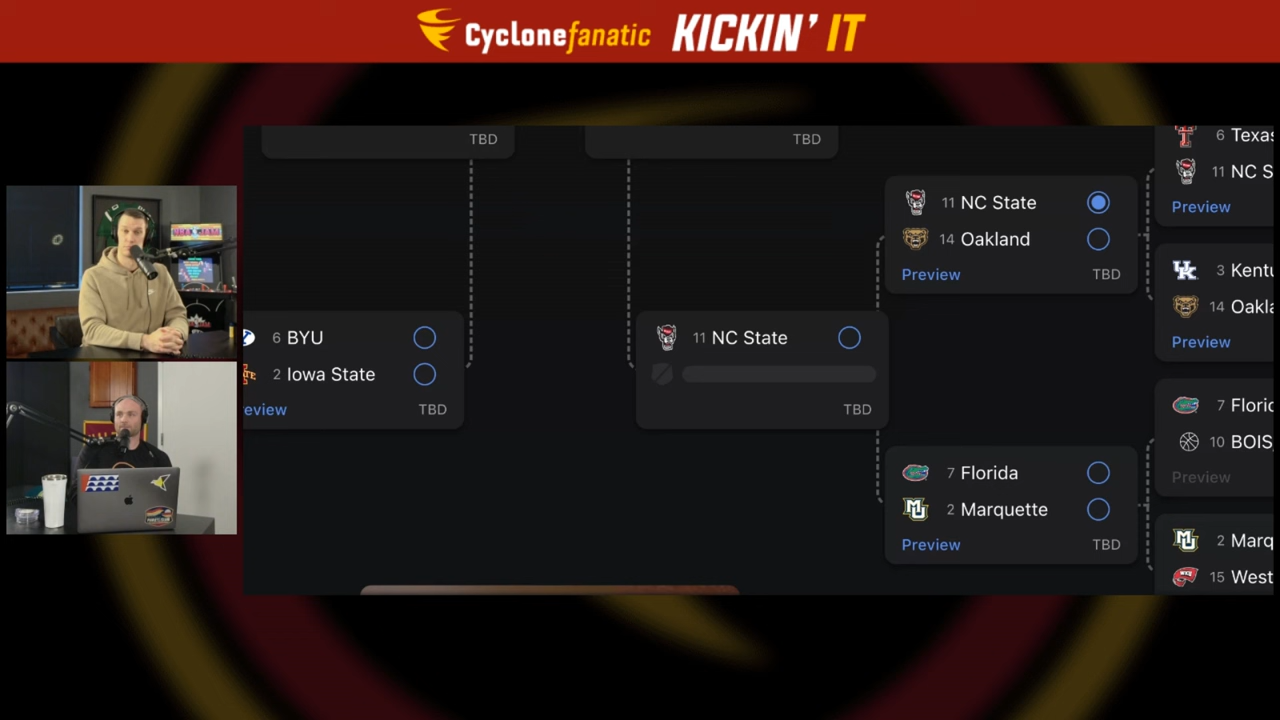 Cyclonefanatic KICKIN' IT
TBD
TBD
6 BYU
2 Iowa State
eview
TBD
11 NC State
TBD
11 NC State
14 Oakland
Preview
TBD
7 Florida
2 Marquette
Preview
TBD
6 Texas
11 NC S
Preview
3 Kentu
14 Oakla
Preview
7 Florid
10 BOIS
Preview
2 Marq
15 West